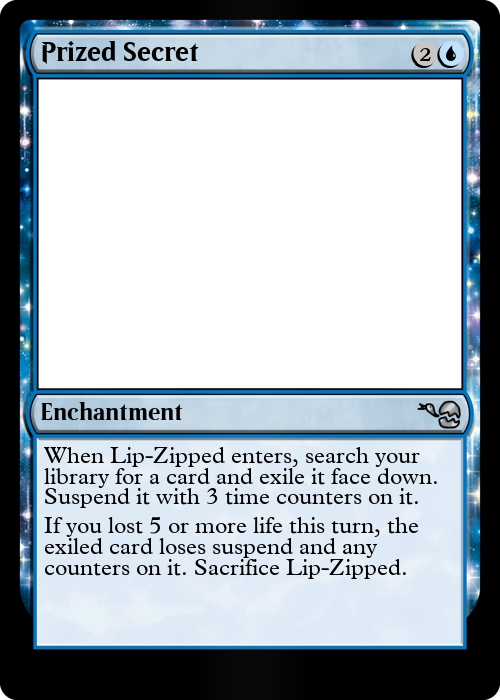 Prized Secret
2
Enchantment
When Lip-Zipped enters, search your
library for a card and exile it face down.
Suspend it with 3 time counters on it.
If you lost 5 or more life this turn, the
exiled card loses suspend and any
counters on it. Sacrifice Lip-Zipped.